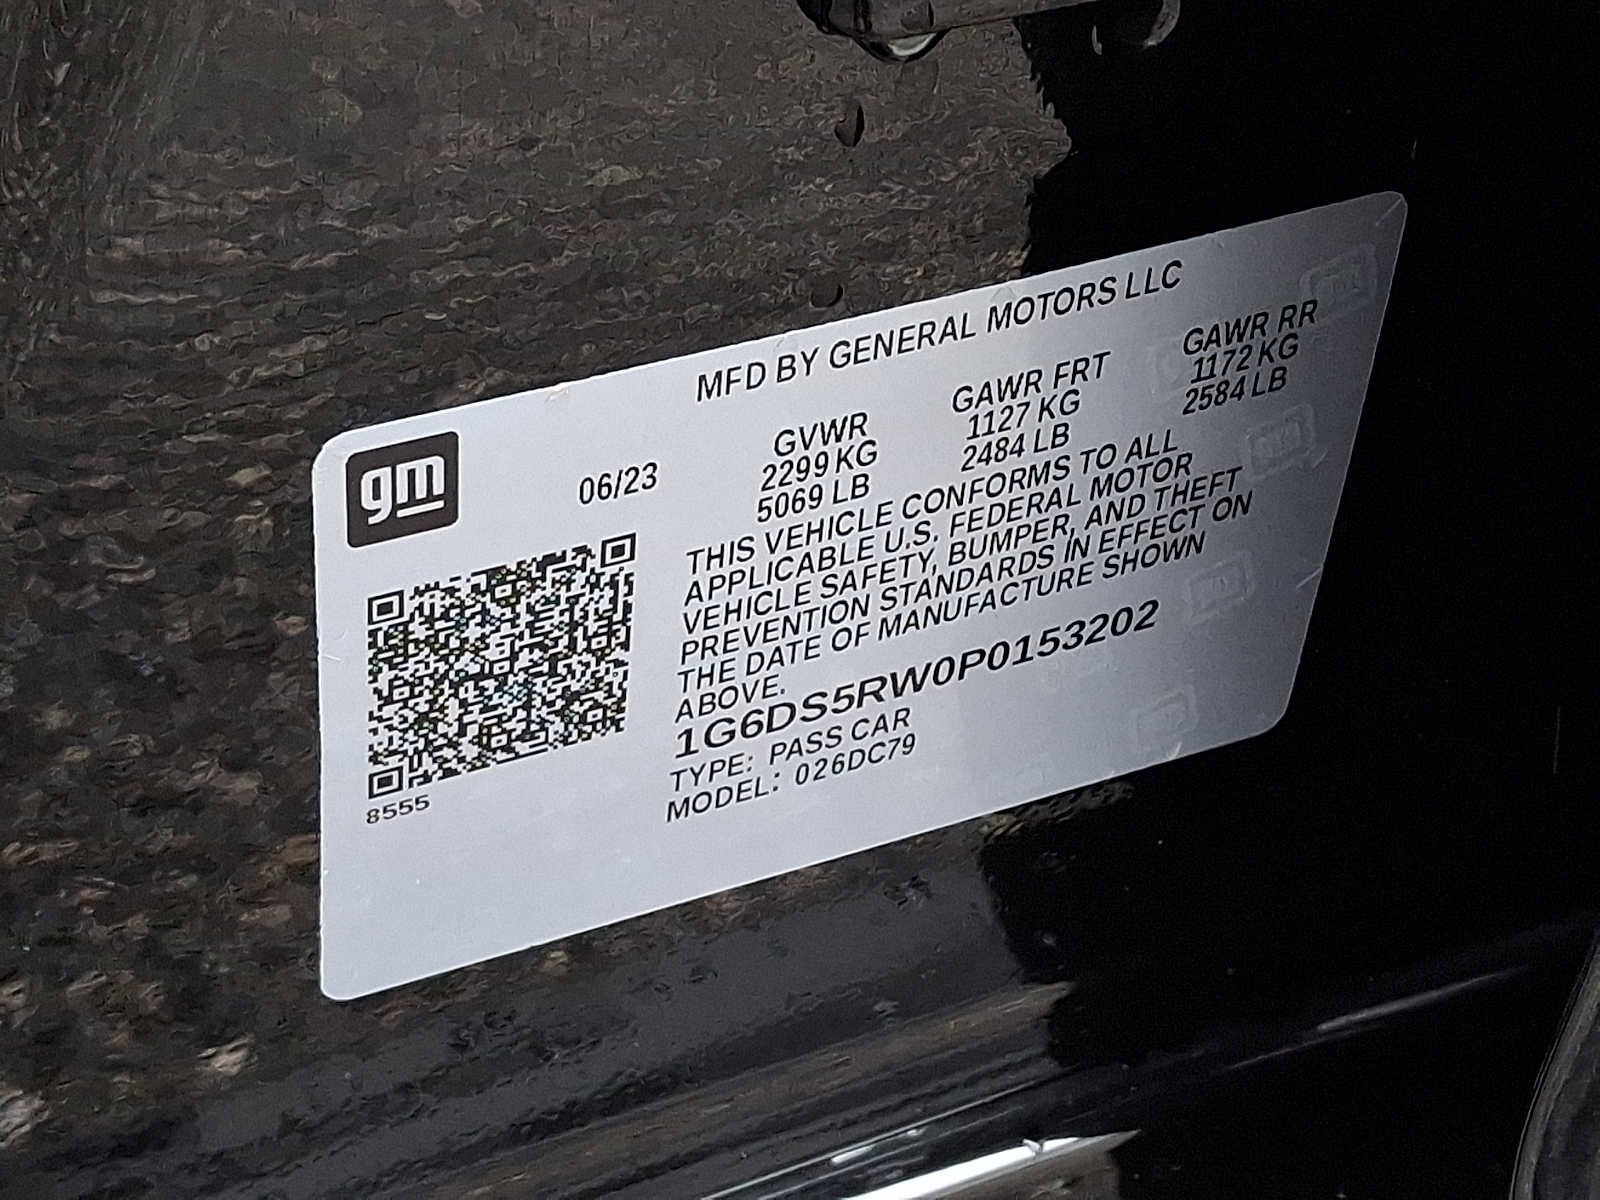 MFD BY GENERAL MOTORS LLC
gm
06/23
GVWR GAWR FRT GAWR RR
2299 KG 1127 KG 1172 KG
5069 LB 2484 LB 2584 LB
THIS VEHICLE CONFORMS TO ALL
APPLICABLE U.S. FEDERAL MOTOR
VEHICLE SAFETY, BUMPER, AND THEFT
PREVENTION STANDARDS IN EFFECT ON
THE DATE OF MANUFACTURE SHOWN
ABOVE.
1G6DS5RW0P0153202
TYPE: PASS CAR
MODEL: 026DC79
8555